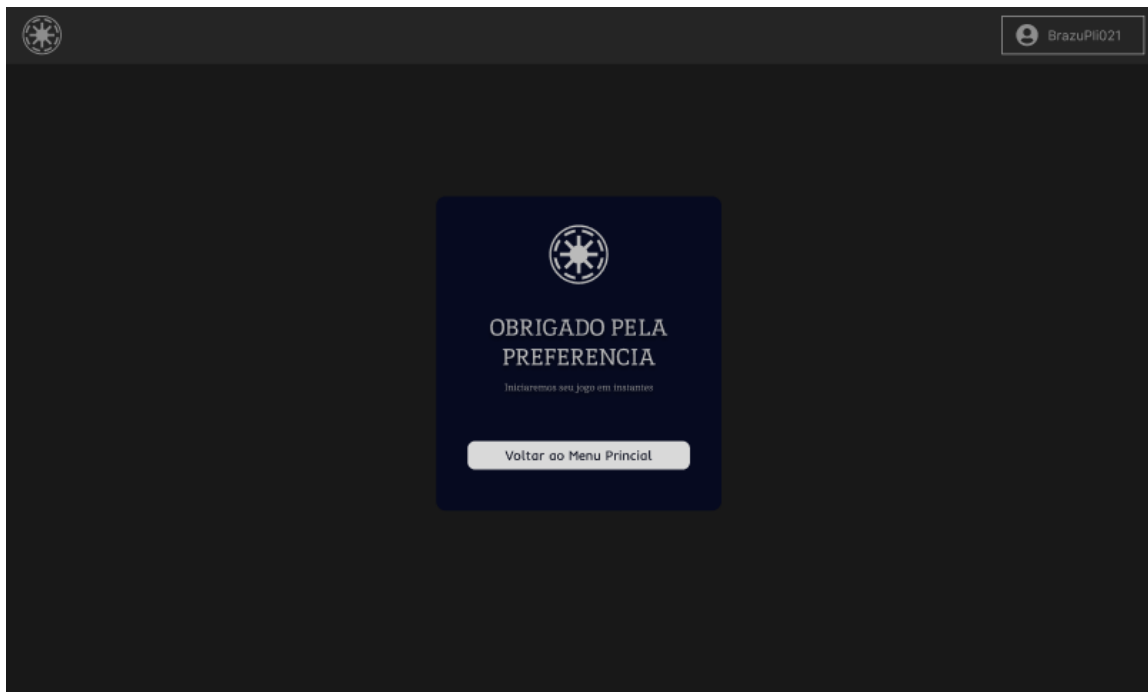 BrazuPli021
OBRIGADO PELA
PREFERENCIA
Iniciaremos seu jogo em instantes
Voltar ao Menu Princial